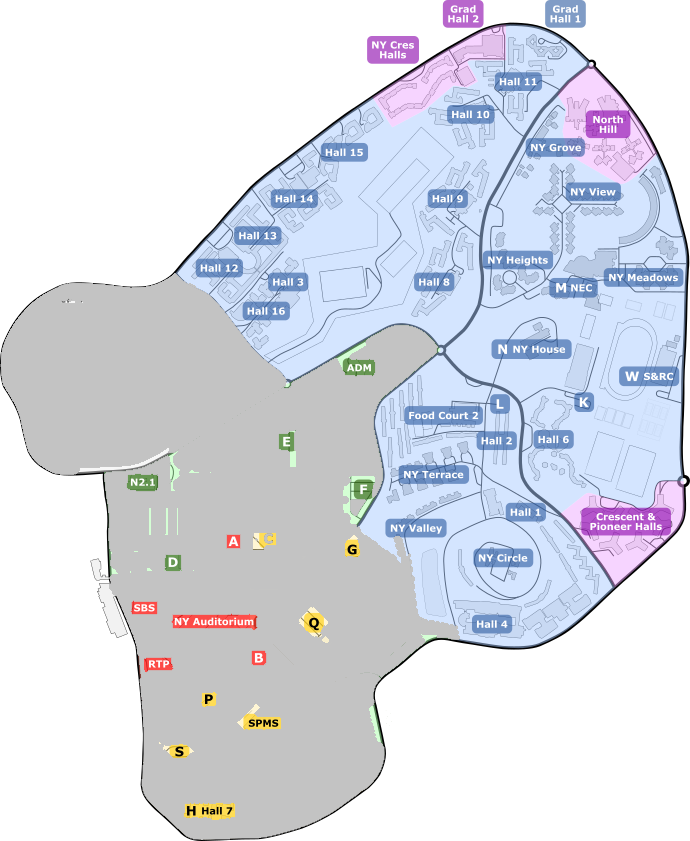 Grad
Hall 2
Grad
Hall 1
NY Cres
Halls
Hall 11
Hall 10
North
Hill
NY Grove
Hall 15
NY View
Hall 14
Hall 9
Hall 13
NY Heights
Hall 12
NY Meadows
Hall 3
Hall 8
M NEC
Hall 16
N NY House
ADM
W S&RC
L
K
Food Court 2
E
Hall 2
Hall 6
NY Terrace
N2.1
F
Hall 1
Crescent &
Pioneer Halls
NY Valley
A
C
G
D
NY Circle
SBS
NY Auditorium
Q
Hall 4
RTP
B
P
SPMS
S
H Hall 7